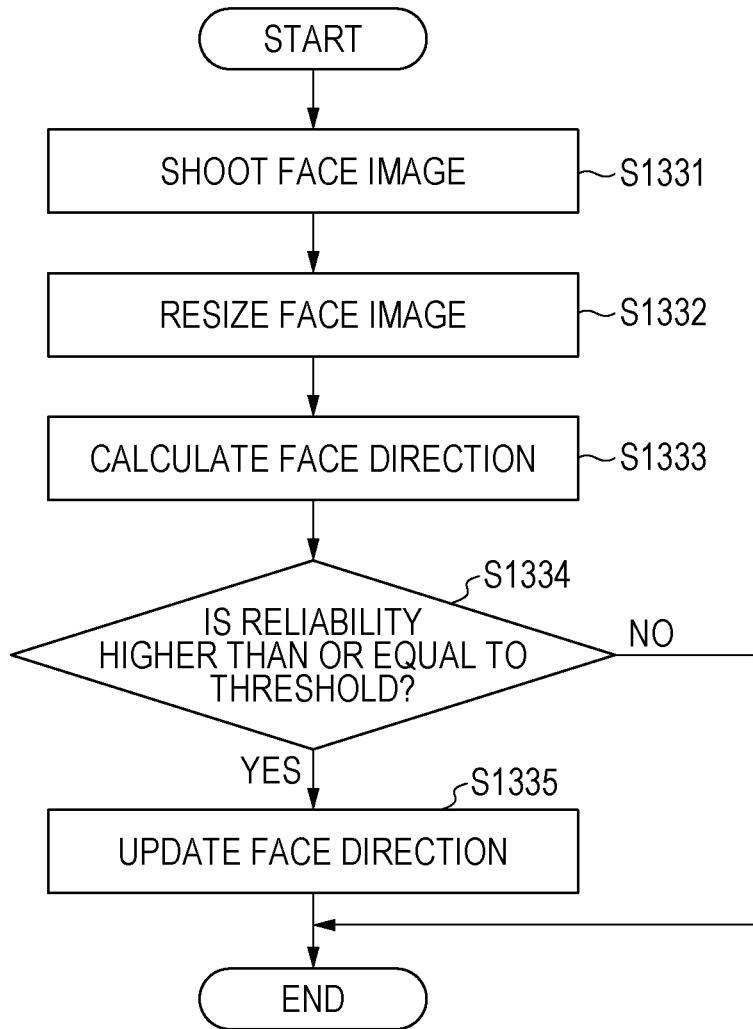 START
SHOOT FACE IMAGE
S1331
RESIZE FACE IMAGE
S1332
CALCULATE FACE DIRECTION
S1333
S1334
IS RELIABILITY
HIGHER THAN OR EQUAL TO
THRESHOLD?
NO
YES
S1335
UPDATE FACE DIRECTION
END